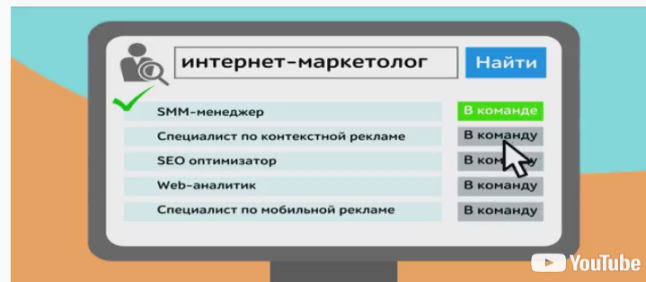 интернет-маркетолог Найти
SMM-менеджер В команде
Специалист по контекстной рекламе В команду
SEO оптимизатор
Web-аналитик В команду
Специалист по мобильной рекламе В команду
YouTube